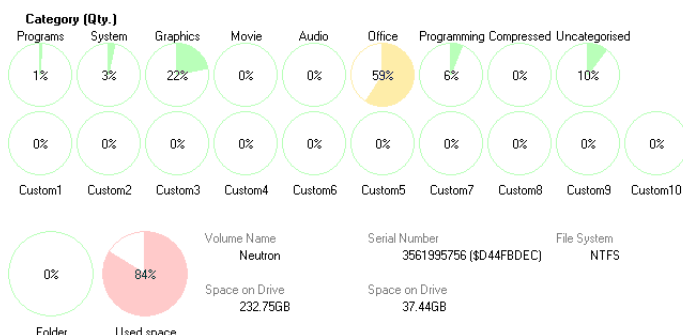 Category (Qty.)
Programs System Graphics Movie Audio Office Programming Compressed Uncategorised
1% 3% 22% 0% 0% 59% 6% 0% 10%
0% 0% 0% 0% 0% 0% 0% 0% 0% 0%
Custom1 Custom2 Custom3 Custom4 Custom6 Custom5 Custom7 Custom8 Custom9 Custom10
Volume Name Serial Number File System
Neutron 3561995756 ($D44FBDEC) NTFS
0% 84%
Space on Drive Space on Drive
232.75GB 37.44GB
Folder Used space